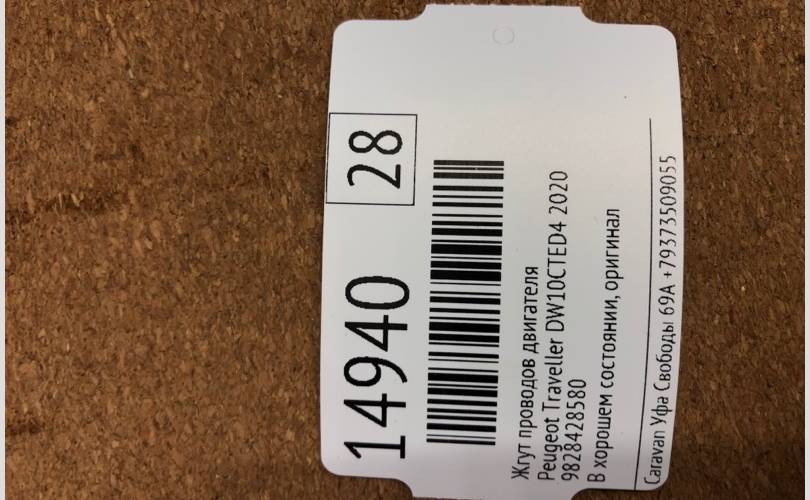 14940 28
Жгут проводов двигателя
Peugeot Traveller DW10CTED4 2020
9828428580
В хорошем состоянии, оригинал
Caravan Уфа Свободы 69А +79373509055